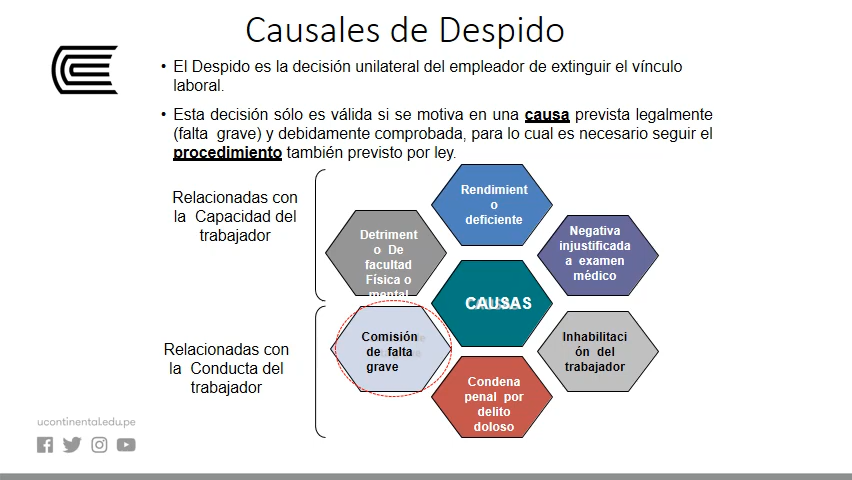 Causales de Despido
• El Despido es la decisión unilateral del empleador de extinguir el vínculo
laboral.
• Esta decisión sólo es válida si se motiva en una causa prevista legalmente
(falta grave) y debidamente comprobada, para lo cual es necesario seguir el
procedimiento también previsto por ley.
Relacionadas con
la Capacidad del
trabajador
Rendimient
o
deficiente
Detriment
o De
facultad
Física o
mental
Negativa
injustificada
a examen
médico
CAUSAS
Relacionadas con
la Conducta del
trabajador
Comisión
de falta
grave
Inhabilitaci
ón del
trabajador
Condena
penal por
delito
doloso
ucontinental.edu.pe